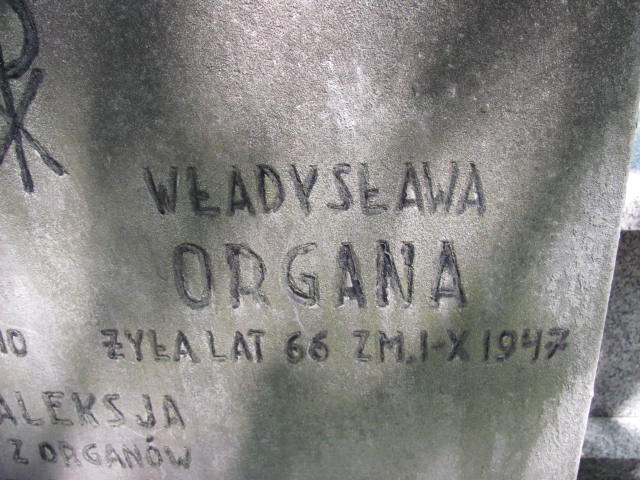 WŁADYSŁAWA
ORGANA
ŻYŁA LAT 66 ZM. 1-X 1947
ALEKSJA
Z ORGANÓW